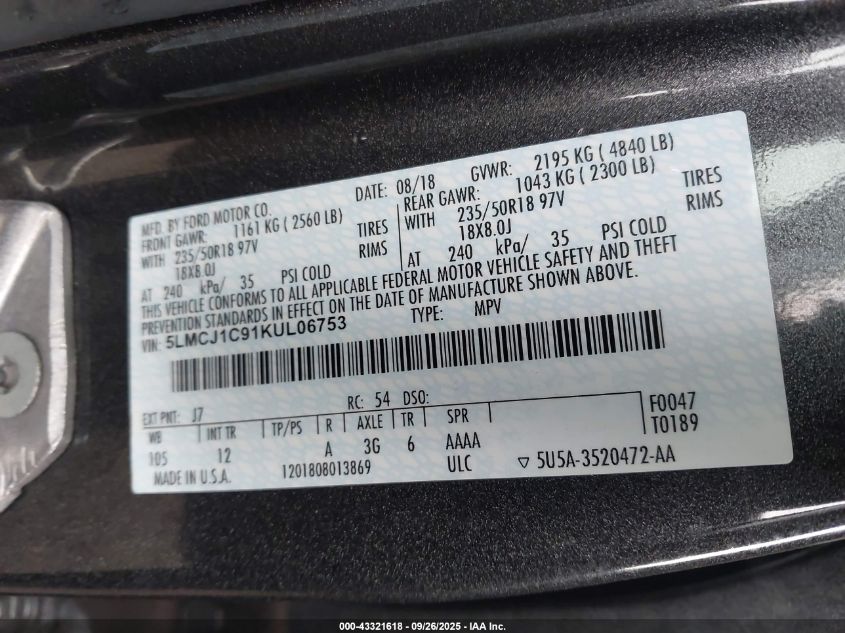 MFD. BY FORD MOTOR CO. DATE: 08/18 GVWR: 2195 KG ( 4840 LB)
FRONT GAWR: 1161 KG ( 2560 LB) REAR GAWR: 1043 KG ( 2300 LB)
WITH 235/50R18 97V TIRES WITH 235/50R18 97V TIRES
18X8.0J RIMS 18X8.0J RIMS
AT 240 kPa/ 35 PSI COLD AT 240 kPa/ 35 PSI COLD
THIS VEHICLE CONFORMS TO ALL APPLICABLE FEDERAL MOTOR VEHICLE SAFETY AND THEFT
PREVENTION STANDARDS IN EFFECT ON THE DATE OF MANUFACTURE SHOWN ABOVE.
VIN: 5LMCJ1C91KUL06753 TYPE: MPV
EXT PNT: J7 RC: 54 DSO: F0047
WB INT TR TP/PS R AXLE TR SPR T0189
105 12 A 3G 6 AAAA
MADE IN U.S.A. 1201808013869 ULC ▽ 5U5A-3520472-AA
000-43321618 - 09/26/2025 - IAA Inc.